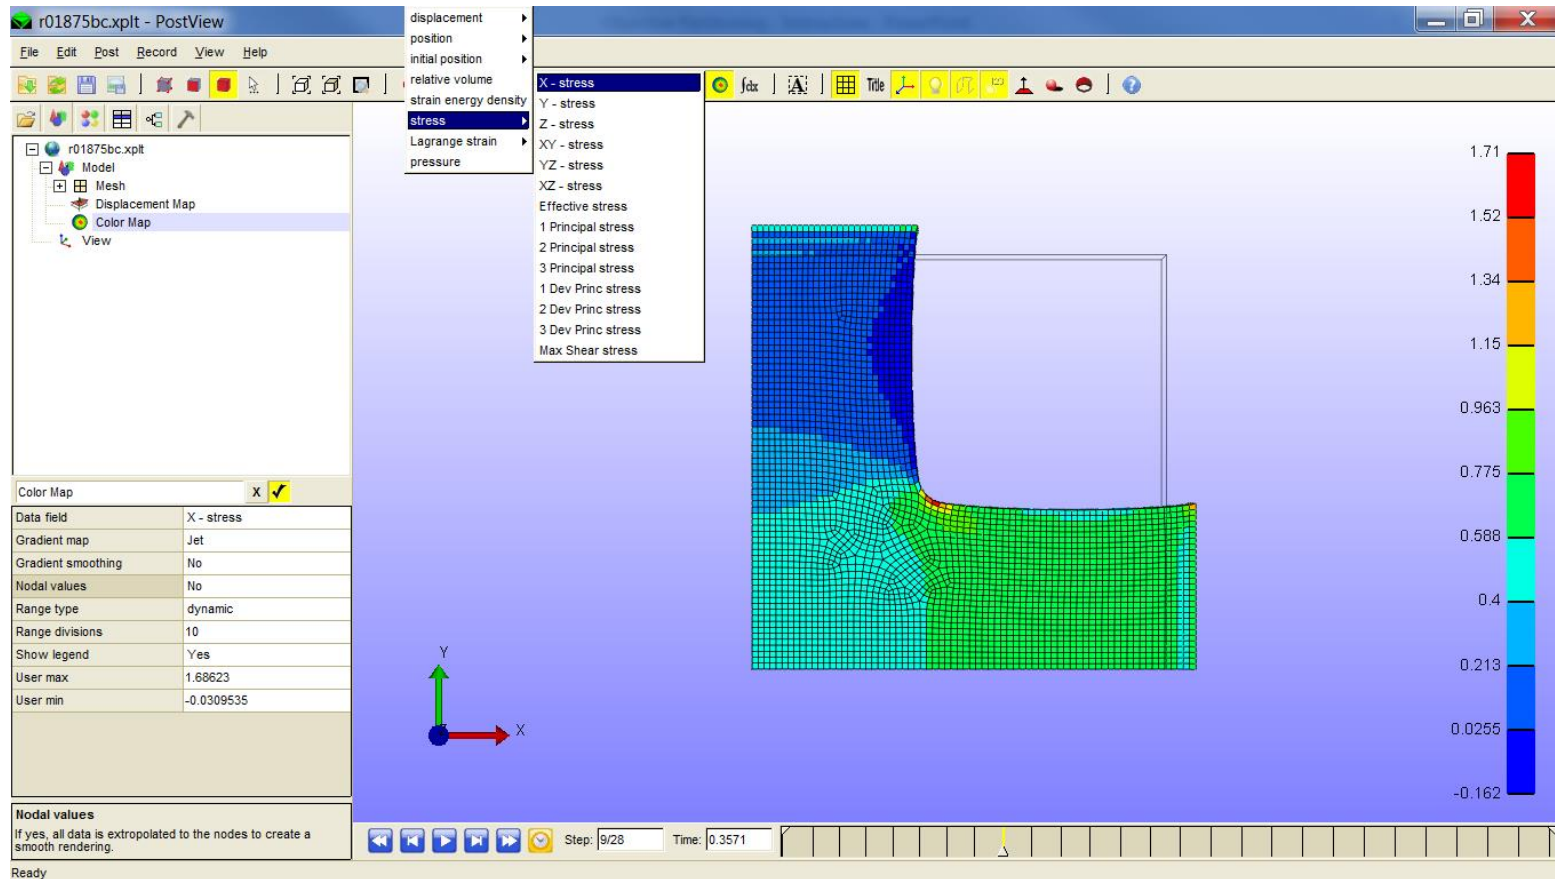 r01875bc.xplt - PostView
File Edit Post Record View Help
displacement
position
initial position
relative volume
strain energy density
stress
Lagrange strain
pressure
X - stress
Y - stress
Z - stress
XY - stress
YZ - stress
XZ - stress
Effective stress
1 Principal stress
2 Principal stress
3 Principal stress
1 Dev Princ stress
2 Dev Princ stress
3 Dev Princ stress
Max Shear stress
∫dx A Title
r01875bc.xplt
Model
Mesh
Displacement Map
Color Map
View
Color Map X
Data field X - stress
Gradient map Jet
Gradient smoothing No
Nodal values No
Range type dynamic
Range divisions 10
Show legend Yes
User max 1.68623
User min -0.0309535
Nodal values
If yes, all data is extropolated to the nodes to create a
smooth rendering.
Y
X
1.71
1.52
1.34
1.15
0.963
0.775
0.588
0.4
0.213
0.0255
-0.162
Step: 9/28 Time: 0.3571
Ready